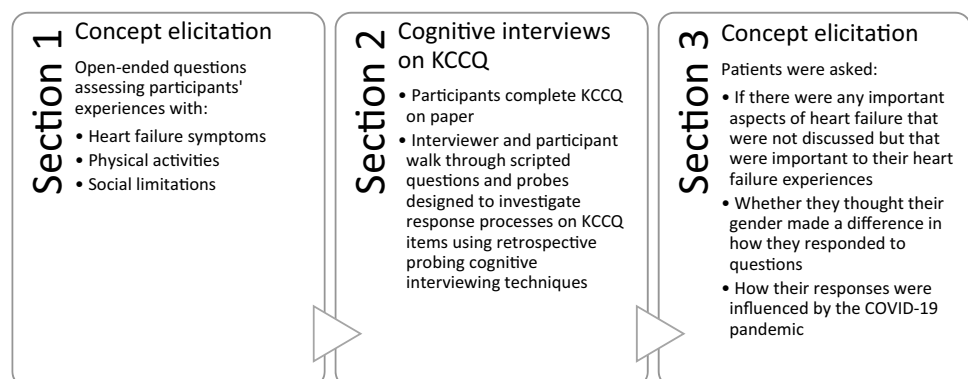 Section 1
Concept elicitation
Open-ended questions
assessing participants'
experiences with:
• Heart failure symptoms
• Physical activities
• Social limitations
Section 2
Cognitive interviews
on KCCQ
• Participants complete KCCQ
on paper
• Interviewer and participant
walk through scripted
questions and probes
designed to investigate
response processes on KCCQ
items using retrospective
probing cognitive
interviewing techniques
Section 3
Concept elicitation
Patients were asked:
• If there were any important
aspects of heart failure that
were not discussed but that
were important to their heart
failure experiences
• Whether they thought their
gender made a difference in
how they responded to
questions
• How their responses were
influenced by the COVID-19
pandemic